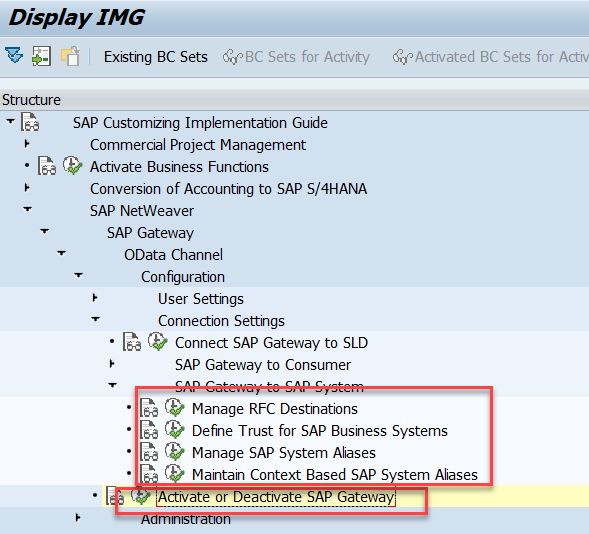 Display IMG
Existing BC Sets BC Sets for Activity Activated BC Sets for Activ
Structure
SAP Customizing Implementation Guide
Commercial Project Management
Activate Business Functions
Conversion of Accounting to SAP S/4HANA
SAP NetWeaver
SAP Gateway
OData Channel
Configuration
User Settings
Connection Settings
Connect SAP Gateway to SLD
SAP Gateway to Consumer
SAP Gateway to SAP System
Manage RFC Destinations
Define Trust for SAP Business Systems
Manage SAP System Aliases
Maintain Context Based SAP System Aliases
Activate or Deactivate SAP Gateway
Administration